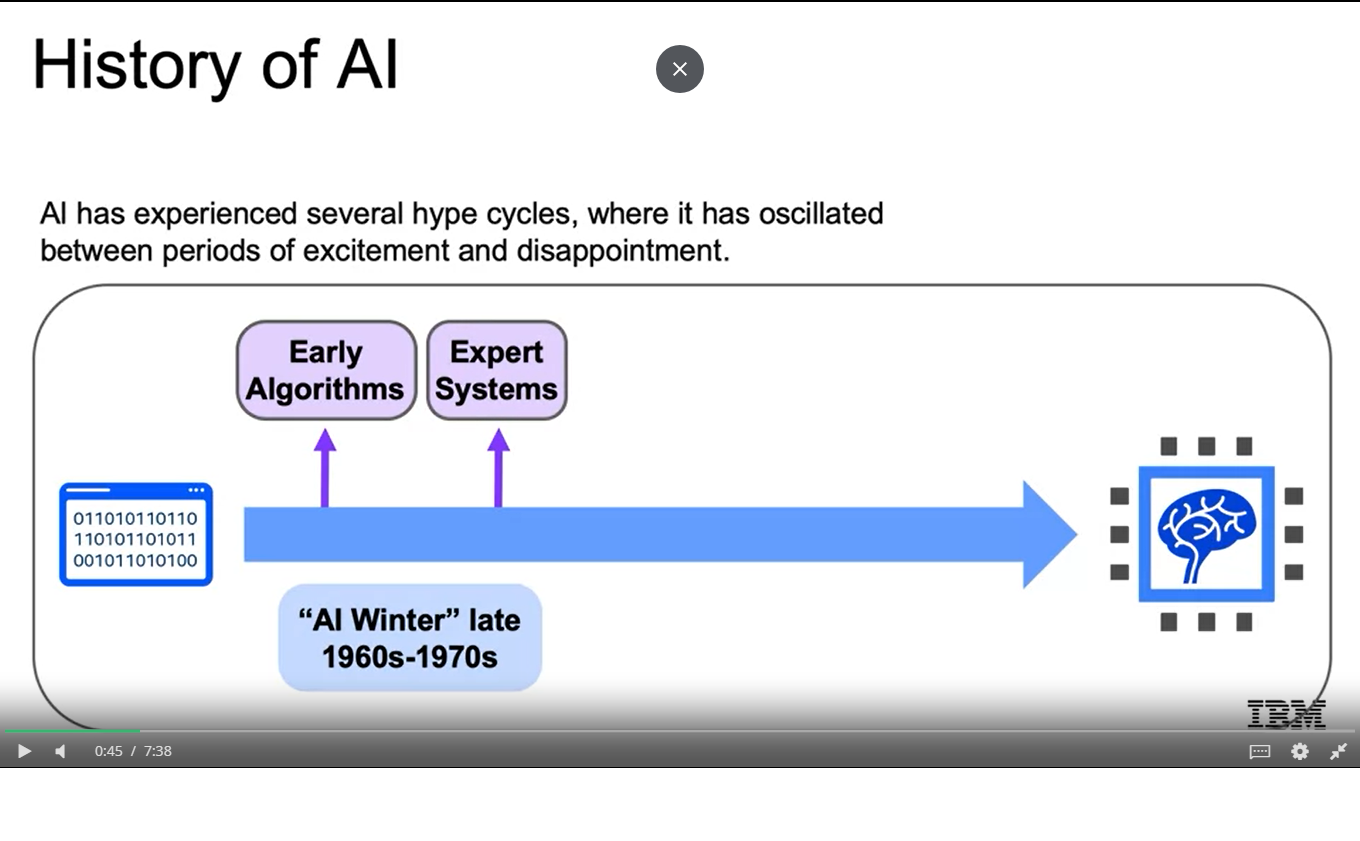 History of AI
AI has experienced several hype cycles, where it has oscillated
between periods of excitement and disappointment.
Early
Algorithms
Expert
Systems
011010110110
110101101011
001011010100
“AI Winter” late
1960s-1970s
IBM
0:45 / 7:38